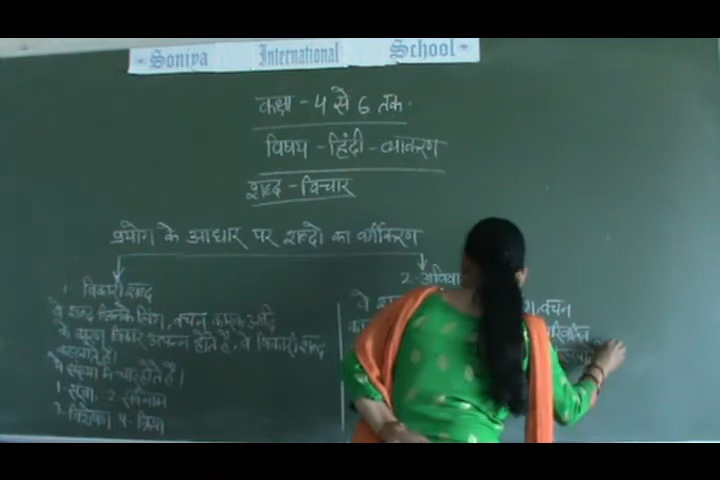 Soniya International School
कक्षा - 4 से 6 तक.
विषय - हिंदी - व्याकरण
शब्द - विचार
प्रयोग के आधार पर शब्दों का वर्गीकरण
1. विकारी शब्द
वे शब्द जिनके लिंग, वचन, कारक आदि
के कारण विकार उत्पन्न होते हैं, वे विकारी शब्द
कहलाते हैं।
ये संख्या में चार होते हैं।
1. संज्ञा 2. सर्वनाम
3. विशेषण 4. क्रिया
2. अविका
वे वचन